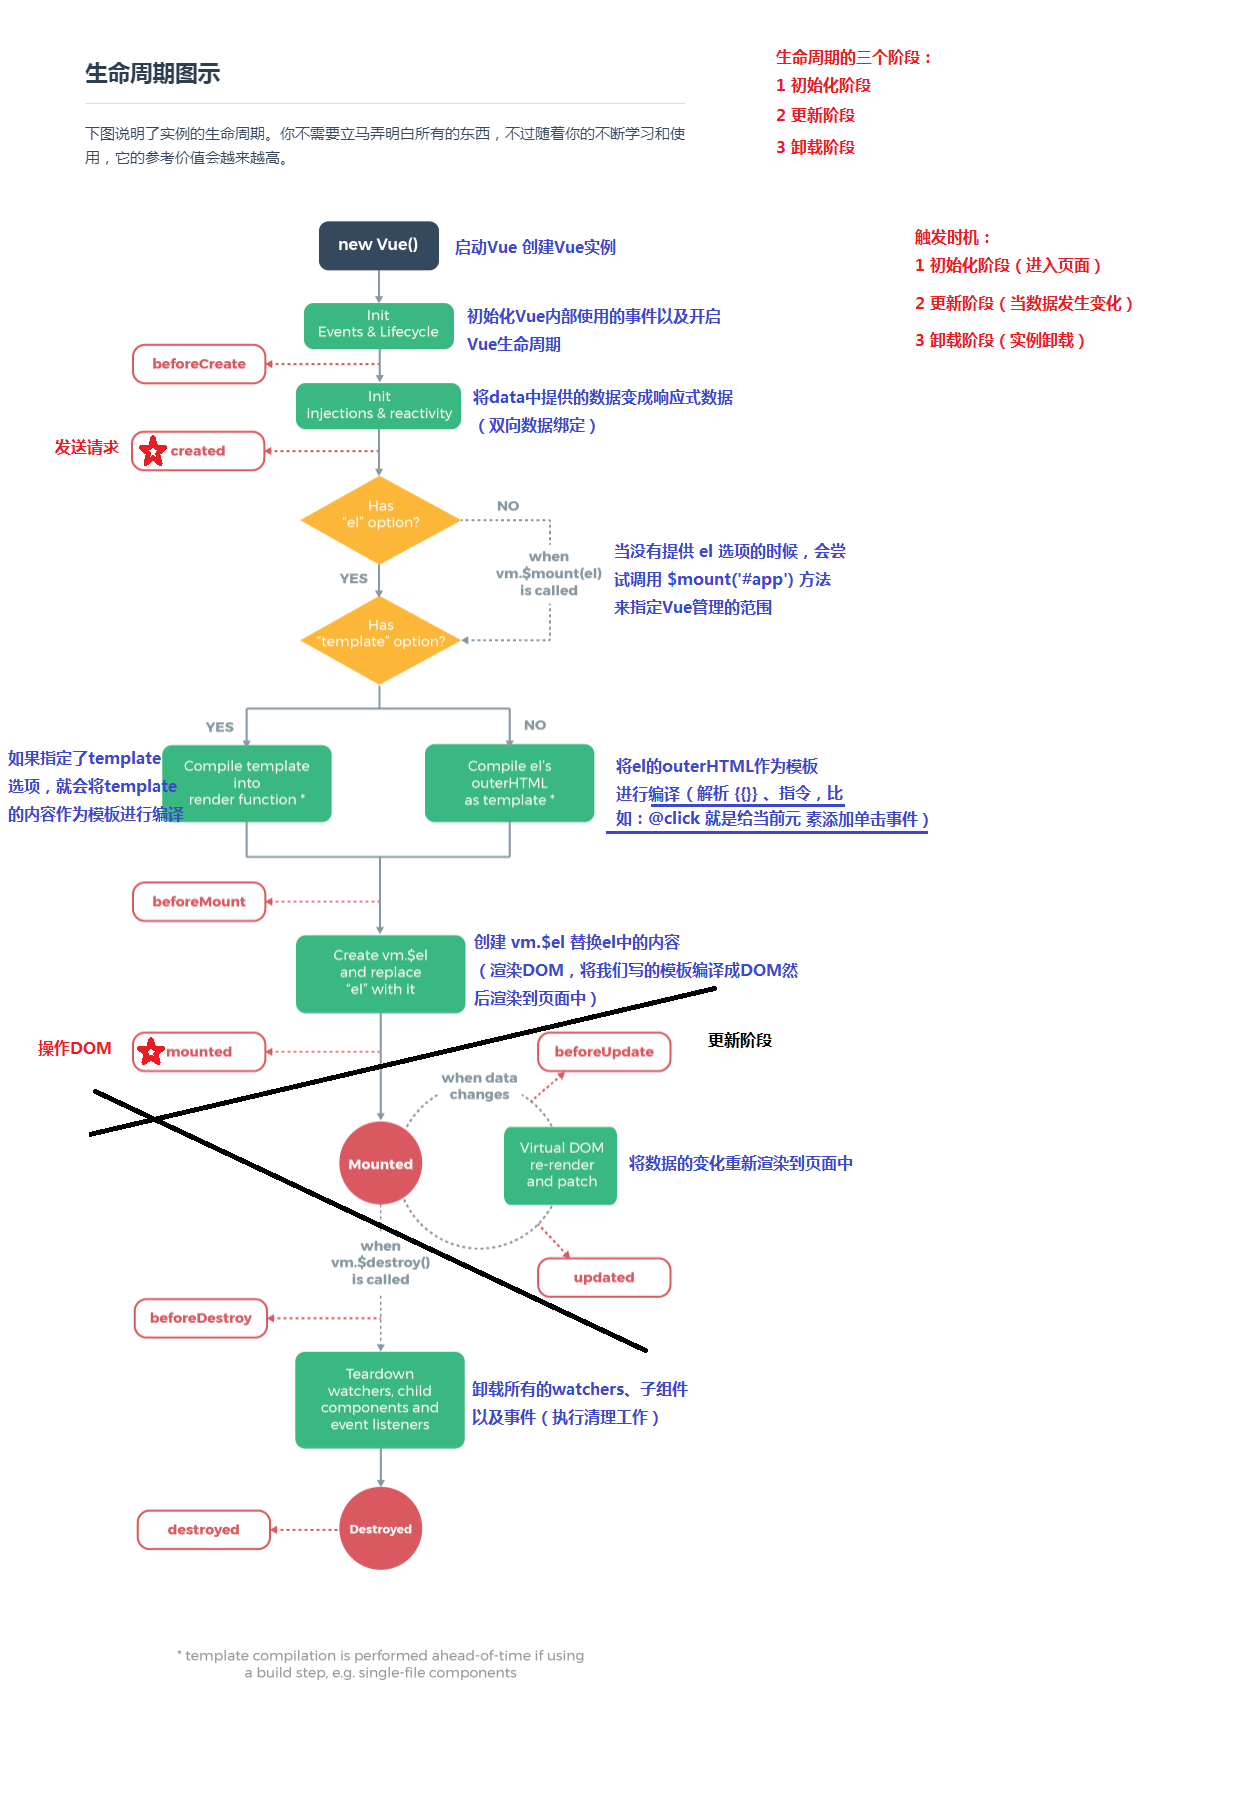 生命周期图示
下图说明了实例的生命周期。你不需要立马弄明白所有的东西，不过随着你的不断学习和使
用，它的参考价值会越来越高。
生命周期的三个阶段：
1 初始化阶段
2 更新阶段
3 卸载阶段
触发时机：
1 初始化阶段（进入页面）
2 更新阶段（当数据发生变化）
3 卸载阶段（实例卸载）
new Vue()
启动Vue 创建Vue实例
Init
Events & Lifecycle
初始化Vue内部使用的事件以及开启
Vue生命周期
beforeCreate
Init
injections & reactivity
将data中提供的数据变成响应式数据
（双向数据绑定）
发送请求
created
Has
“el” option?
NO
when
vm.$mount(el)
is called
当没有提供 el 选项的时候，会尝
试调用 $mount('#app') 方法
来指定Vue管理的范围
YES
Has
“template” option?
YES
NO
如果指定了template
选项，就会将template
的内容作为模板进行编译
Compile template
into
render function *
Compile el’s
outerHTML
as template *
将el的outerHTML作为模板
进行编译（解析 {{}} 、指令，比
如：@click 就是给当前元 素添加单击事件）
beforeMount
Create vm.$el
and replace
“el” with it
创建 vm.$el 替换el中的内容
（渲染DOM，将我们写的模板编译成DOM然
后渲染到页面中）
操作DOM
mounted
beforeUpdate
更新阶段
when data
changes
Mounted
Virtual DOM
re-render
and patch
将数据的变化重新渲染到页面中
when
vm.$destroy()
is called
updated
beforeDestroy
Teardown
watchers, child
components and
event listeners
卸载所有的watchers、子组件
以及事件（执行清理工作）
destroyed
Destroyed
* template compilation is performed ahead-of-time if using
a build step, e.g. single-file components